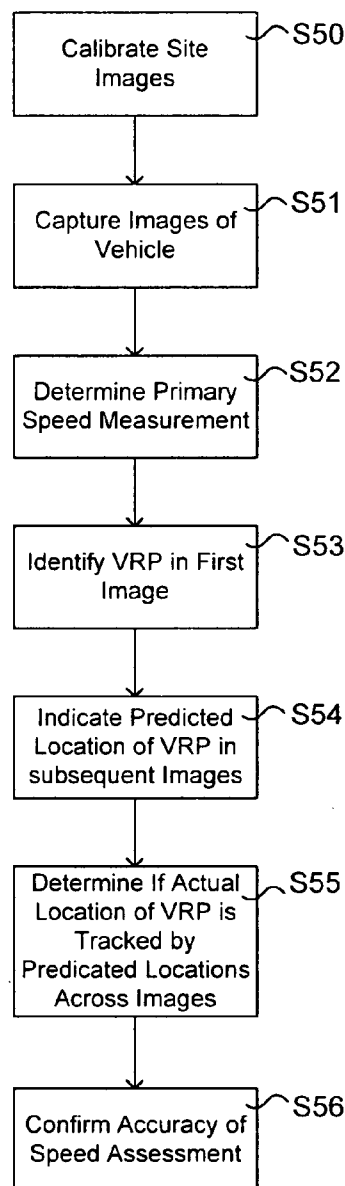 Calibrate Site
Images
S50
Capture Images of
Vehicle
S51
Determine Primary
Speed Measurement
S52
Identify VRP in First
Image
S53
Indicate Predicted
Location of VRP in
subsequent Images
S54
Determine If Actual
Location of VRP is
Tracked by
Predicated Locations
Across Images
S55
Confirm Accuracy of
Speed Assessment
S56